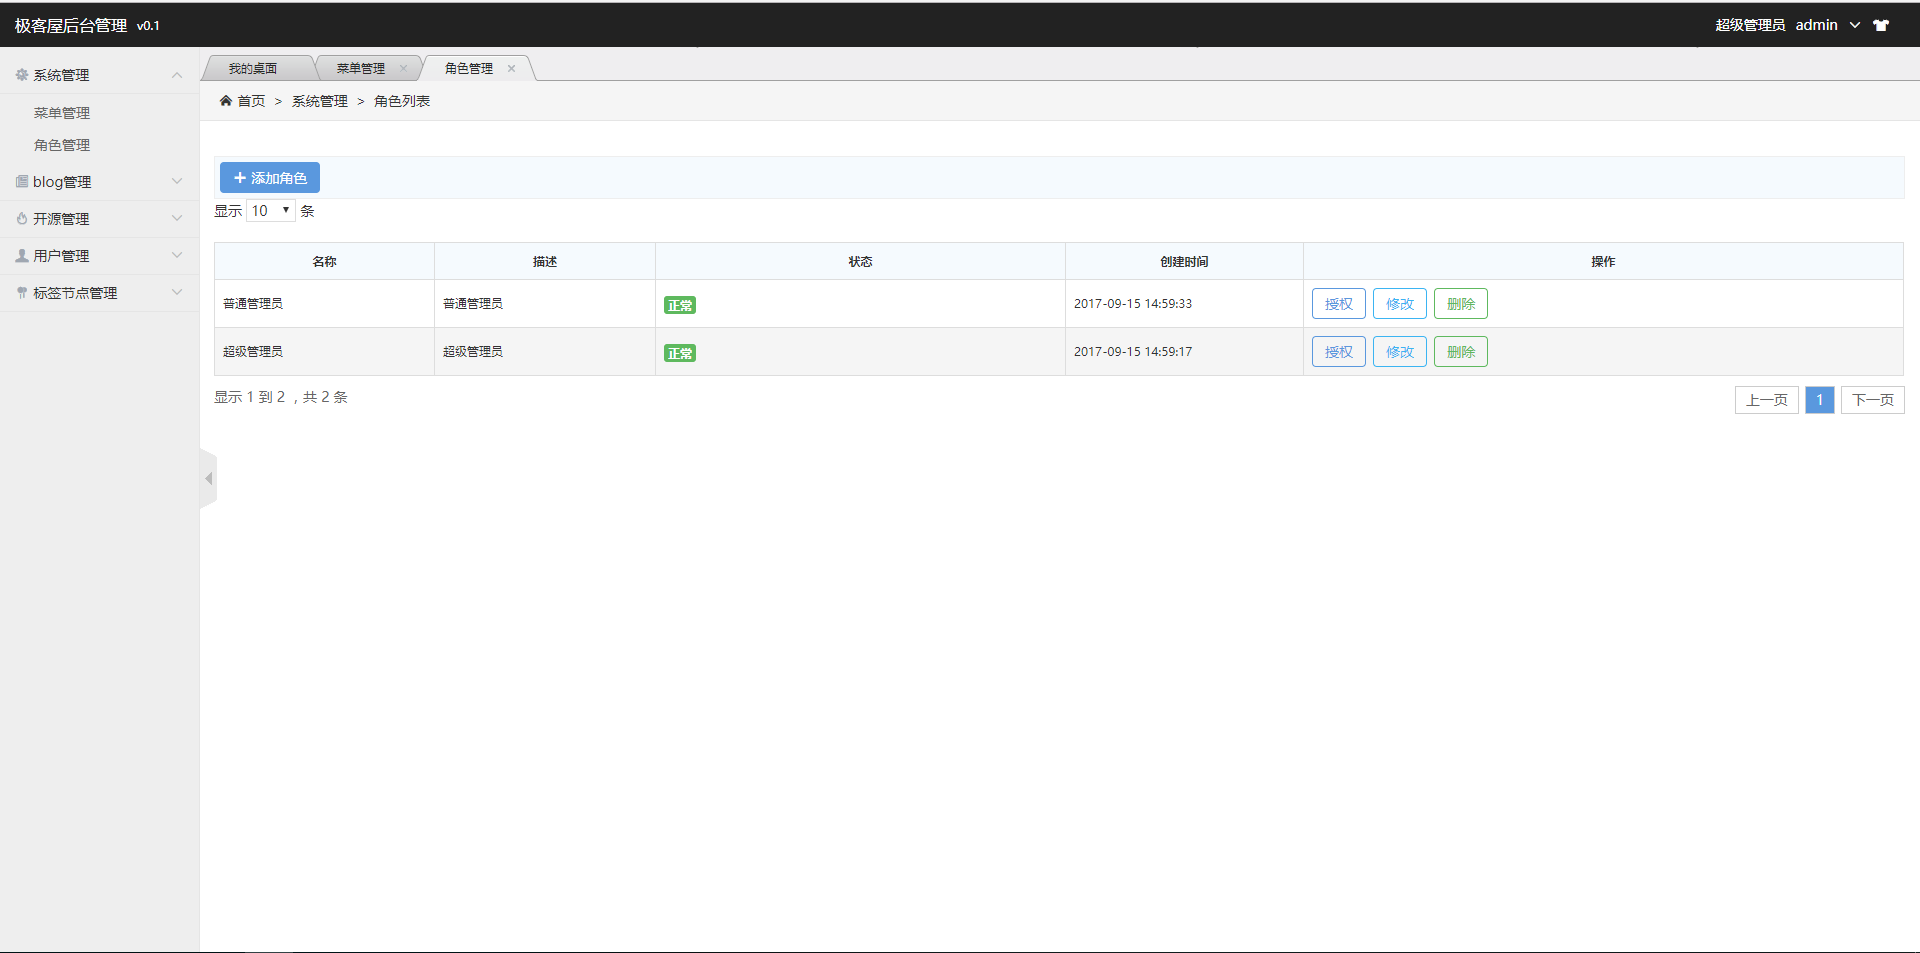 极客屋后台管理 v0.1
超级管理员 admin
系统管理
菜单管理
角色管理
blog管理
开源管理
用户管理
标签节点管理
我的桌面 菜单管理 × 角色管理 ×
首页 > 系统管理 > 角色列表
+ 添加角色
显示 10 条
名称 描述 状态 创建时间 操作
普通管理员 普通管理员 正常 2017-09-15 14:59:33 授权 修改 删除
超级管理员 超级管理员 正常 2017-09-15 14:59:17 授权 修改 删除
显示 1 到 2 ，共 2 条
上一页 1 下一页